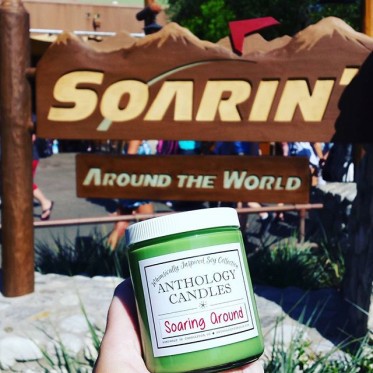 SOARIN'
AROUND THE WORLD
Whimsically Inspired Soy Collection
ANTHOLOGY
CANDLES
Soaring Around